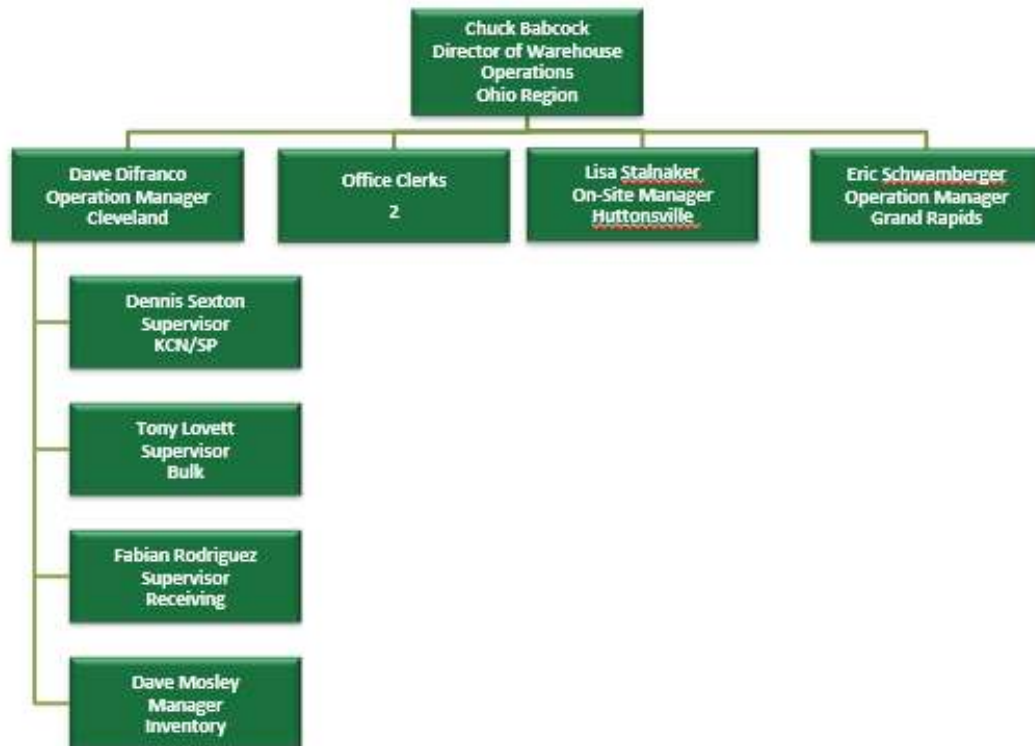 Chuck Babcock
Director of Warehouse
Operations
Ohio Region
Dave Difranco
Operation Manager
Cleveland
Office Clerks
2
Lisa Stalnaker
On-Site Manager
Huttonsville
Eric Schwamberger
Operation Manager
Grand Rapids
Dennis Sexton
Supervisor
KCN/SP
Tony Lovett
Supervisor
Bulk
Fabian Rodriguez
Supervisor
Receiving
Dave Mosley
Manager
Inventory